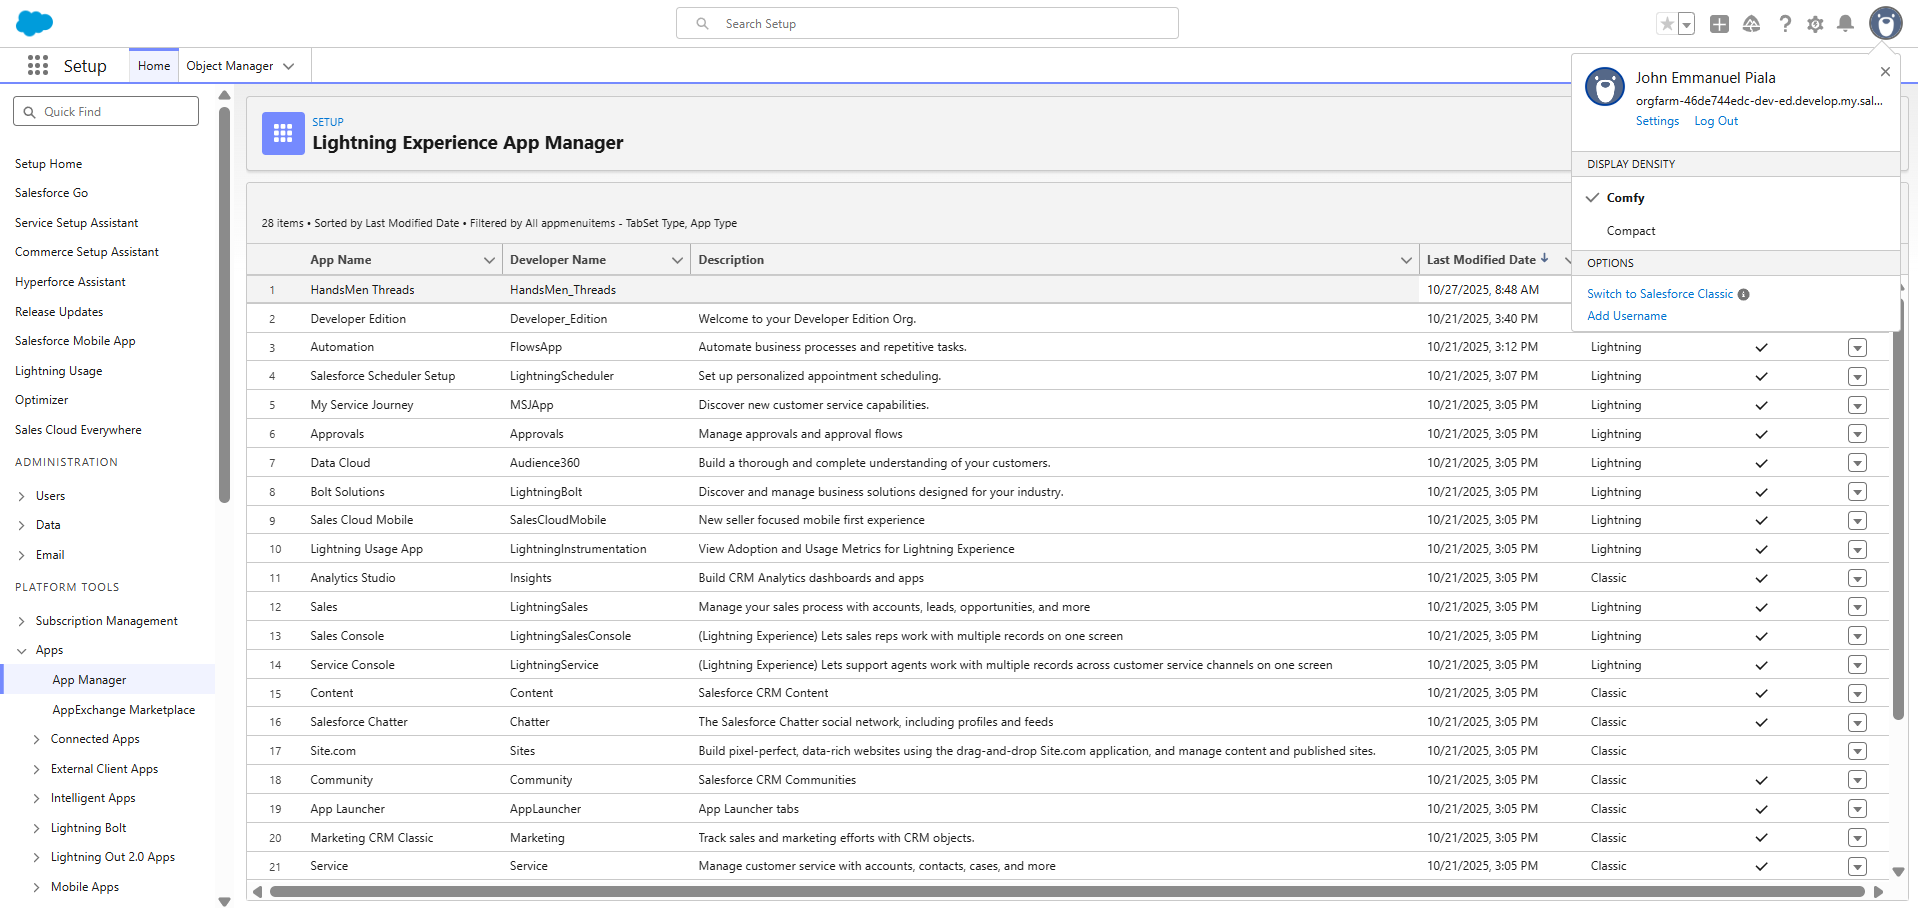 Search Setup
Setup
Home
Object Manager
John Emmanuel Piala
orgfarm-46de744edc-dev-ed.develop.my.sal...
Settings Log Out
DISPLAY DENSITY
Comfy
Compact
OPTIONS
Switch to Salesforce Classic
Add Username
Quick Find
Setup Home
Salesforce Go
Service Setup Assistant
Commerce Setup Assistant
Hyperforce Assistant
Release Updates
Salesforce Mobile App
Lightning Usage
Optimizer
Sales Cloud Everywhere
ADMINISTRATION
Users
Data
Email
PLATFORM TOOLS
Subscription Management
Apps
App Manager
AppExchange Marketplace
Connected Apps
External Client Apps
Intelligent Apps
Lightning Bolt
Lightning Out 2.0 Apps
Mobile Apps
SETUP
Lightning Experience App Manager
28 items • Sorted by Last Modified Date • Filtered by All appmenuitems - TabSet Type, App Type
App Name Developer Name Description Last Modified Date
1 HandsMen Threads HandsMen_Threads 10/27/2025, 8:48 AM
2 Developer Edition Developer_Edition Welcome to your Developer Edition Org. 10/21/2025, 3:40 PM
3 Automation FlowsApp Automate business processes and repetitive tasks. 10/21/2025, 3:12 PM Lightning
4 Salesforce Scheduler Setup LightningScheduler Set up personalized appointment scheduling. 10/21/2025, 3:07 PM Lightning
5 My Service Journey MSJApp Discover new customer service capabilities. 10/21/2025, 3:05 PM Lightning
6 Approvals Approvals Manage approvals and approval flows 10/21/2025, 3:05 PM Lightning
7 Data Cloud Audience360 Build a thorough and complete understanding of your customers. 10/21/2025, 3:05 PM Lightning
8 Bolt Solutions LightningBolt Discover and manage business solutions designed for your industry. 10/21/2025, 3:05 PM Lightning
9 Sales Cloud Mobile SalesCloudMobile New seller focused mobile first experience 10/21/2025, 3:05 PM Lightning
10 Lightning Usage App LightningInstrumentation View Adoption and Usage Metrics for Lightning Experience 10/21/2025, 3:05 PM Lightning
11 Analytics Studio Insights Build CRM Analytics dashboards and apps 10/21/2025, 3:05 PM Classic
12 Sales LightningSales Manage your sales process with accounts, leads, opportunities, and more 10/21/2025, 3:05 PM Lightning
13 Sales Console LightningSalesConsole (Lightning Experience) Lets sales reps work with multiple records on one screen 10/21/2025, 3:05 PM Lightning
14 Service Console LightningService (Lightning Experience) Lets support agents work with multiple records across customer service channels on one screen 10/21/2025, 3:05 PM Lightning
15 Content Content Salesforce CRM Content 10/21/2025, 3:05 PM Classic
16 Salesforce Chatter Chatter The Salesforce Chatter social network, including profiles and feeds 10/21/2025, 3:05 PM Classic
17 Site.com Sites Build pixel-perfect, data-rich websites using the drag-and-drop Site.com application, and manage content and published sites. 10/21/2025, 3:05 PM Classic
18 Community Community Salesforce CRM Communities 10/21/2025, 3:05 PM Classic
19 App Launcher AppLauncher App Launcher tabs 10/21/2025, 3:05 PM Classic
20 Marketing CRM Classic Marketing Track sales and marketing efforts with CRM objects. 10/21/2025, 3:05 PM Classic
21 Service Service Manage customer service with accounts, contacts, cases, and more 10/21/2025, 3:05 PM Classic